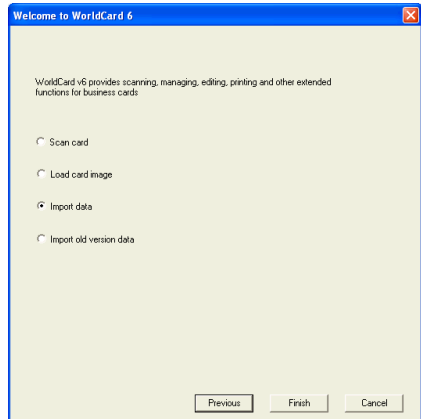 Welcome to WorldCard 6
WorldCard v6 provides scanning, managing, editing, printing and other extended
functions for business cards
Scan card
Load card image
Import data
Import old version data
Previous Finish Cancel